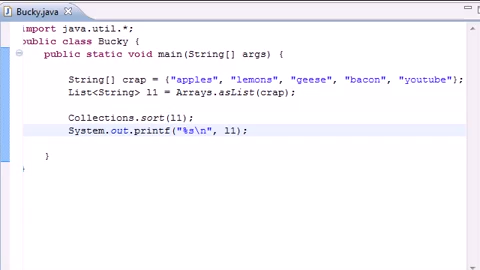 Bucky.java
import java.util.*;
public class Bucky {
public static void main(String[] args) {
String[] crap = {"apples", "lemons", "geese", "bacon", "youtube"};
List<String> l1 = Arrays.asList(crap);
Collections.sort(l1);
System.out.printf("%s\n", l1);
}
}